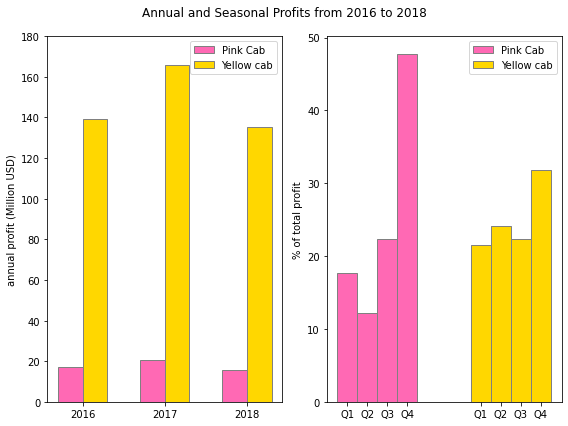 Annual and Seasonal Profits from 2016 to 2018
annual profit (Million USD)
180
160
140
120
100
80
60
40
20
0
Pink Cab
Yellow cab
2016 2017 2018
% of total profit
50
40
30
20
10
0
Pink Cab
Yellow cab
Q1 Q2 Q3 Q4 Q1 Q2 Q3 Q4